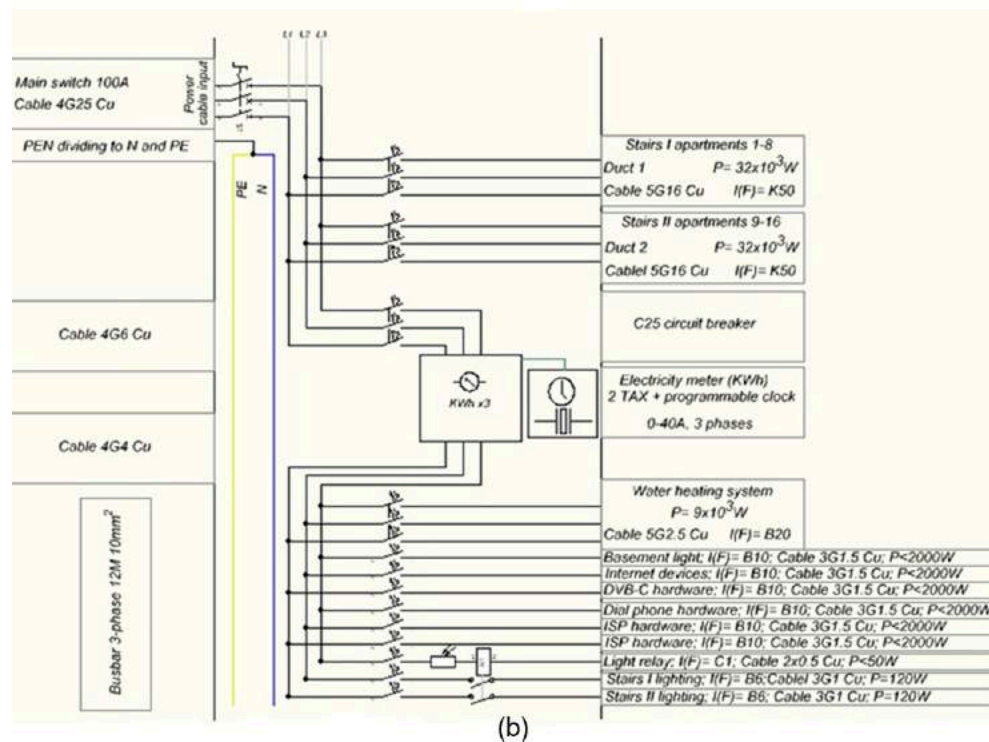 L1 L2 L3
Main switch 100A
Cable 4G25 Cu
Power
cable input
PEN dividing to N and PE
PE
N
Stairs I apartments 1-8
Duct 1 P= 32x10³W
Cable 5G16 Cu I(F)= K50
Stairs II apartments 9-16
Duct 2 P= 32x10³W
Cablel 5G16 Cu I(F)= K50
Cable 4G6 Cu
C25 circuit breaker
KWh x3
Electricity meter (KWh)
2 TAX + programmable clock
0-40A, 3 phases
Cable 4G4 Cu
Busbar 3-phase 12M 10mm²
Water heating system
P= 9x10³W
Cable 5G2.5 Cu I(F)= B20
Basement light; I(F)= B10; Cable 3G1.5 Cu; P<2000W
Internet devices; I(F)= B10; Cable 3G1.5 Cu; P<2000W
DVB-C hardware; I(F)= B10; Cable 3G1.5 Cu; P<2000W
Dial phone hardware; I(F)= B10; Cable 3G1.5 Cu; P<2000W
ISP hardware; I(F)= B10; Cable 3G1.5 Cu; P<2000W
ISP hardware; I(F)= B10; Cable 3G1.5 Cu; P<2000W
Light relay; I(F)= C1; Cable 2x0.5 Cu; P<50W
Stairs I lighting; I(F)= B6;Cablel 3G1 Cu; P=120W
Stairs II lighting; I(F)= B6; Cable 3G1 Cu; P=120W
(b)